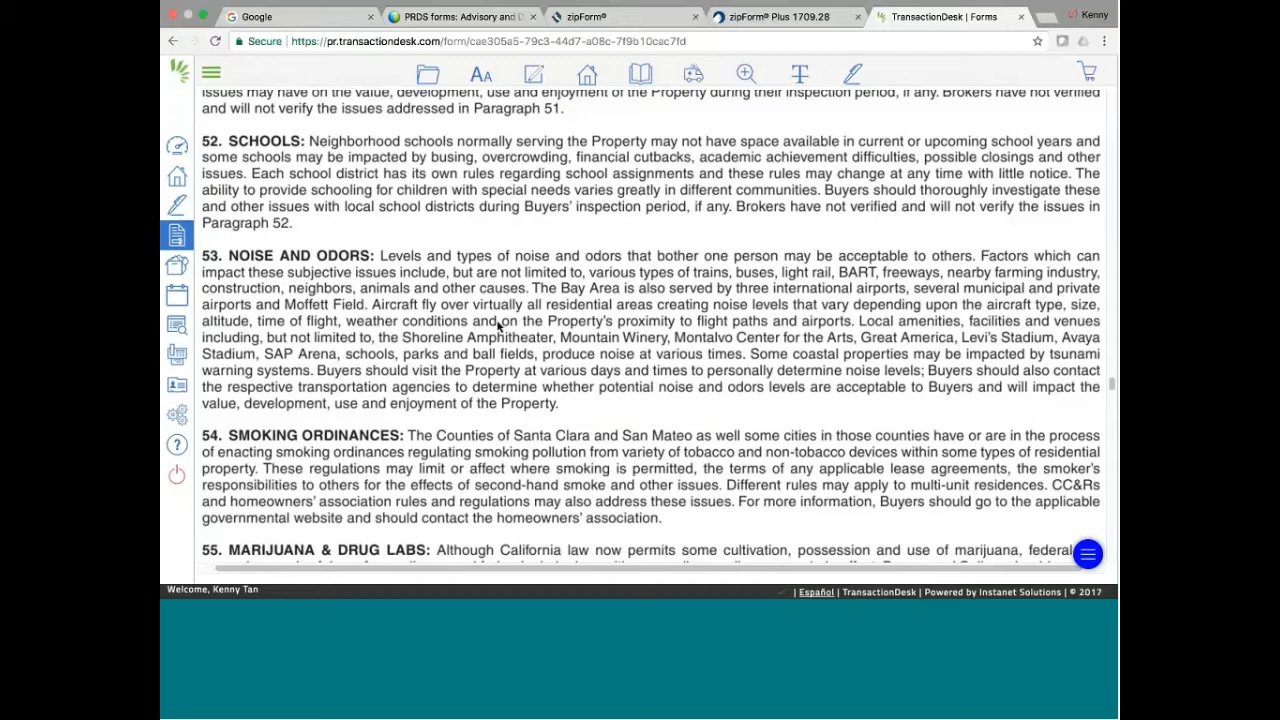 Google
PRDS forms: Advisory and D
zipForm®
zipForm® Plus 1709.28
TransactionDesk | Forms
Kenny
Secure
https://pr.transactiondesk.com/form/cae305a5-79c3-44d7-a08c-7f9b10cac7fd
issues may have on the value, development, use and enjoyment of the Property during their inspection period, if any. Brokers have not verified
and will not verify the issues addressed in Paragraph 51.
52. SCHOOLS: Neighborhood schools normally serving the Property may not have space available in current or upcoming school years and
some schools may be impacted by busing, overcrowding, financial cutbacks, academic achievement difficulties, possible closings and other
issues. Each school district has its own rules regarding school assignments and these rules may change at any time with little notice. The
ability to provide schooling for children with special needs varies greatly in different communities. Buyers should thoroughly investigate these
and other issues with local school districts during Buyers' inspection period, if any. Brokers have not verified and will not verify the issues in
Paragraph 52.
53. NOISE AND ODORS: Levels and types of noise and odors that bother one person may be acceptable to others. Factors which can
impact these subjective issues include, but are not limited to, various types of trains, buses, light rail, BART, freeways, nearby farming industry,
construction, neighbors, animals and other causes. The Bay Area is also served by three international airports, several municipal and private
airports and Moffett Field. Aircraft fly over virtually all residential areas creating noise levels that vary depending upon the aircraft type, size,
altitude, time of flight, weather conditions and on the Property's proximity to flight paths and airports. Local amenities, facilities and venues
including, but not limited to, the Shoreline Amphitheater, Mountain Winery, Montalvo Center for the Arts, Great America, Levi's Stadium, Avaya
Stadium, SAP Arena, schools, parks and ball fields, produce noise at various times. Some coastal properties may be impacted by tsunami
warning systems. Buyers should visit the Property at various days and times to personally determine noise levels; Buyers should also contact
the respective transportation agencies to determine whether potential noise and odors levels are acceptable to Buyers and will impact the
value, development, use and enjoyment of the Property.
54. SMOKING ORDINANCES: The Counties of Santa Clara and San Mateo as well some cities in those counties have or are in the process
of enacting smoking ordinances regulating smoking pollution from variety of tobacco and non-tobacco devices within some types of residential
property. These regulations may limit or affect where smoking is permitted, the terms of any applicable lease agreements, the smoker's
responsibilities to others for the effects of second-hand smoke and other issues. Different rules may apply to multi-unit residences. CC&Rs
and homeowners' association rules and regulations may also address these issues. For more information, Buyers should go to the applicable
governmental website and should contact the homeowners' association.
55. MARIJUANA & DRUG LABS: Although California law now permits some cultivation, possession and use of marijuana, federal
Welcome, Kenny Tan
| Español | TransactionDesk | Powered by Instanet Solutions | © 2017